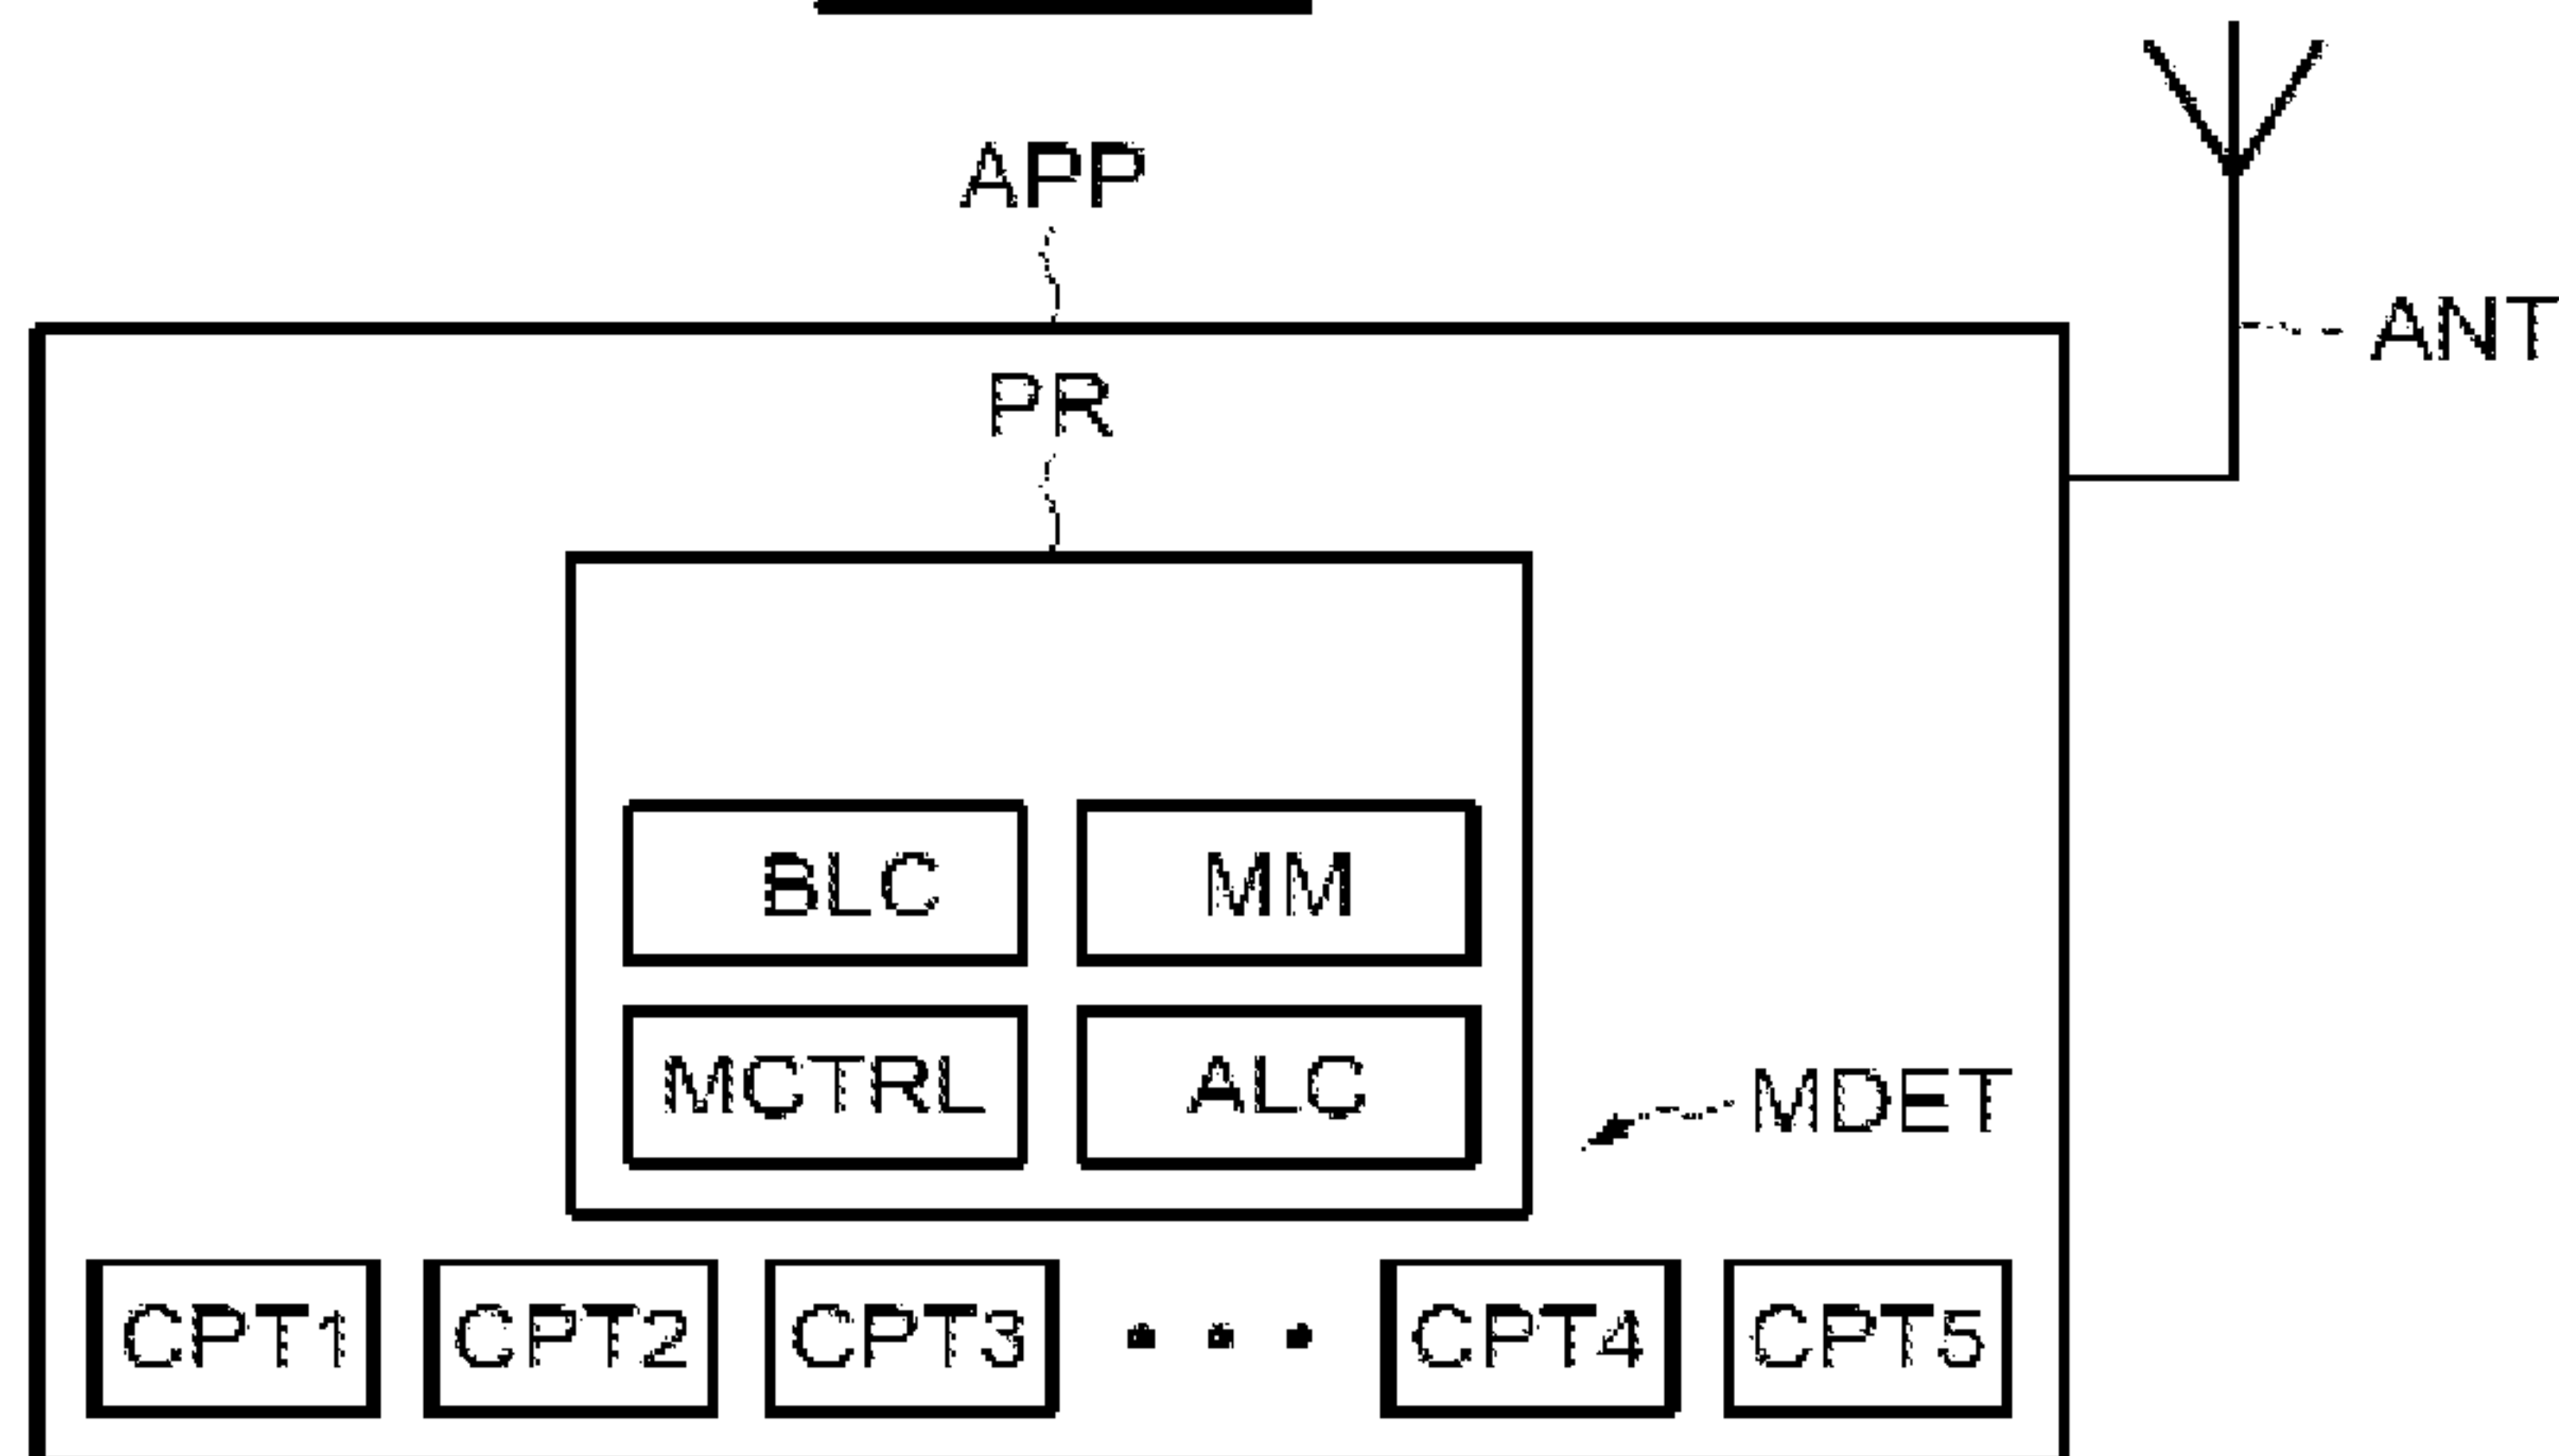 APP
ANT
PR
BLC MM
MCTRL ALC
MDET
CPT1 CPT2 CPT3 • • • CPT4 CPT5